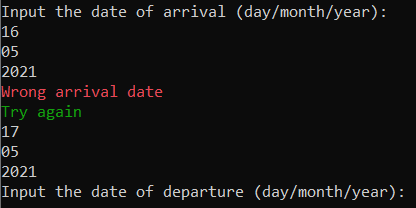 Input the date of arrival (day/month/year):
16
05
2021
Wrong arrival date
Try again
17
05
2021
Input the date of departure (day/month/year):